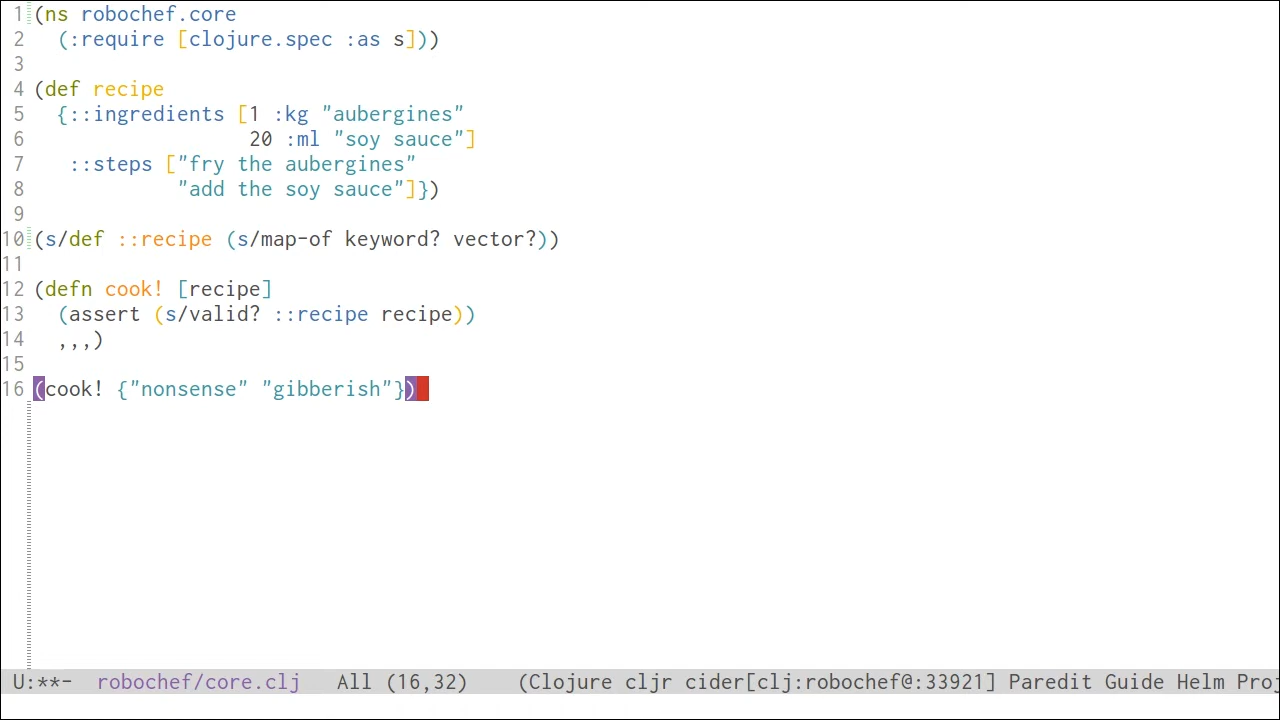 1 (ns robochef.core
2   (:require [clojure.spec :as s]))
3
4 (def recipe
5   {::ingredients [1 :kg "aubergines"
6                   20 :ml "soy sauce"]
7    ::steps ["fry the aubergines"
8             "add the soy sauce"]})
9
10 (s/def ::recipe (s/map-of keyword? vector?))
11
12 (defn cook! [recipe]
13   (assert (s/valid? ::recipe recipe))
14   ,,,)
15
16 (cook! {"nonsense" "gibberish"})
U:**-  robochef/core.clj   All (16,32)    (Clojure cljr cider[clj:robochef@:33921] Paredit Guide Helm Proj